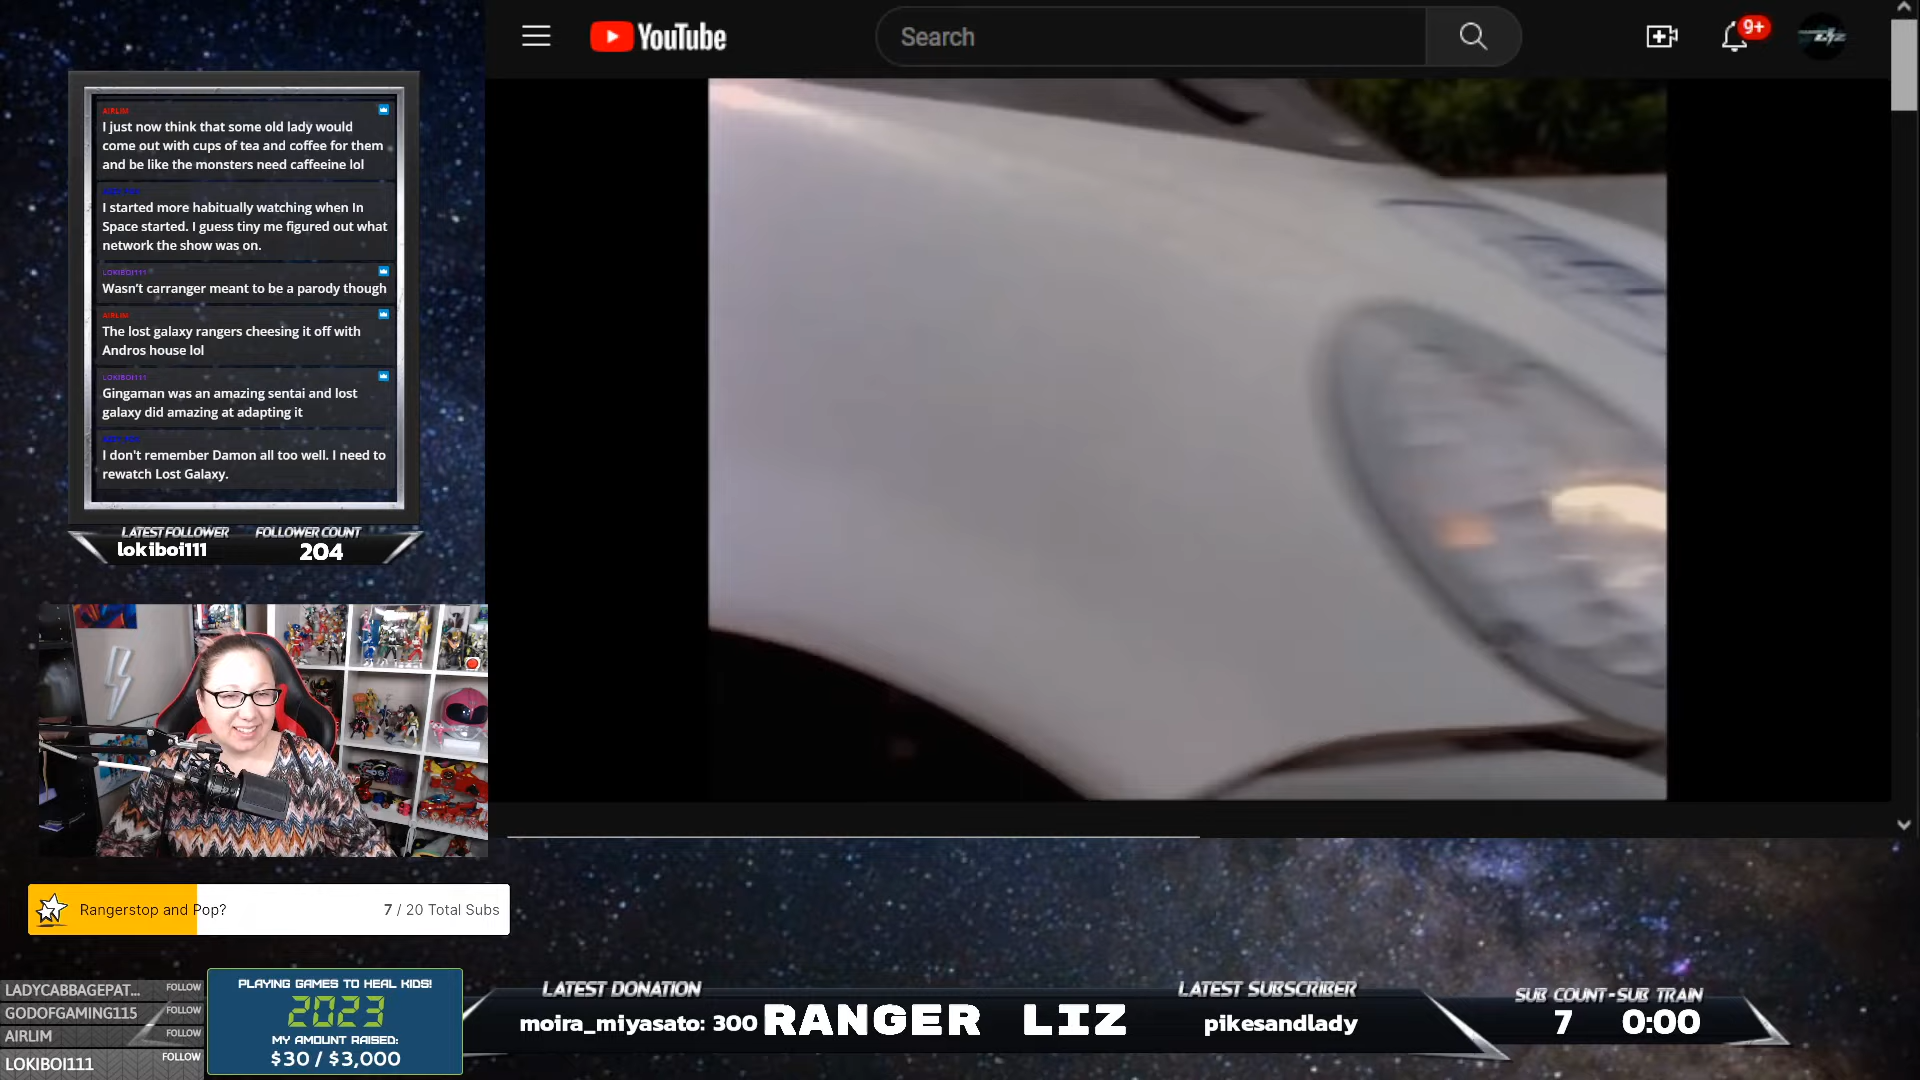 YouTube
Search
9+
AIRLIM
I just now think that some old lady would
come out with cups of tea and coffee for them
and be like the monsters need caffeeine lol
I started more habitually watching when In
Space started. I guess tiny me figured out what
network the show was on.
LOKIBOI111
Wasn't carranger meant to be a parody though
AIRLIM
The lost galaxy rangers cheesing it off with
Andros house lol
LOKIBOI111
Gingaman was an amazing sentai and lost
galaxy did amazing at adapting it
I don't remember Damon all too well. I need to
rewatch Lost Galaxy.
LATEST FOLLOWER FOLLOWER COUNT
lokiboi111 204
Rangerstop and Pop? 7 / 20 Total Subs
LADYCABBAGEPAT... FOLLOW
GODOFGAMING115 FOLLOW
AIRLIM FOLLOW
LOKIBOI111 FOLLOW
PLAYING GAMES TO HEAL KIDS!
2023
MY AMOUNT RAISED:
$30 / $3,000
LATEST DONATION
moira_miyasato: 300
RANGER LIZ
LATEST SUBSCRIBER
pikesandlady
SUB COUNT-SUB TRAIN
7 0:00